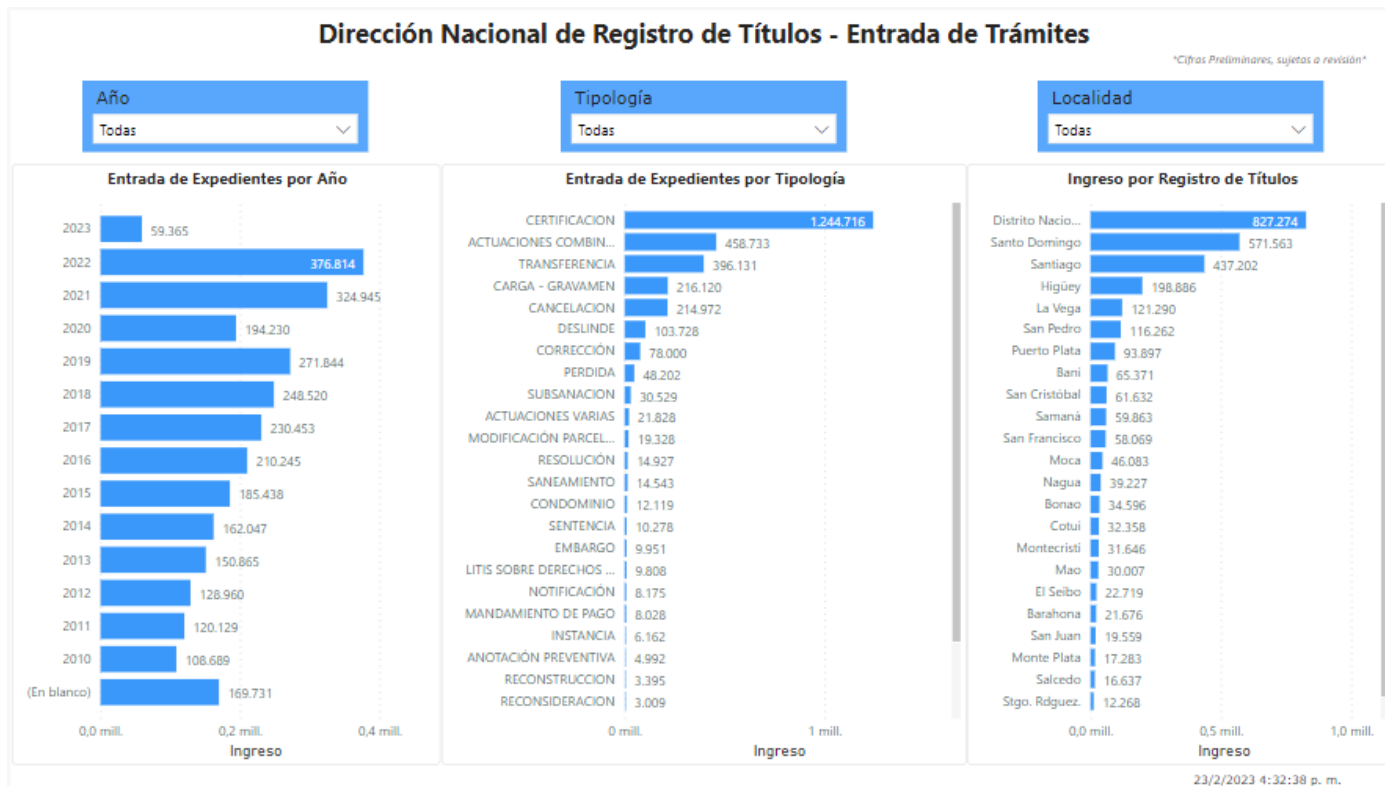 Dirección Nacional de Registro de Títulos - Entrada de Trámites
*Cifras Preliminares, sujetas a revisión*
Año
Todas
Tipología
Todas
Localidad
Todas
Entrada de Expedientes por Año
2023 59.365
2022 376.814
2021 324.945
2020 194.230
2019 271.844
2018 248.520
2017 230.453
2016 210.245
2015 185.438
2014 162.047
2013 150.865
2012 128.960
2011 120.129
2010 108.689
(En blanco) 169.731
0,0 mill. 0,2 mill. 0,4 mill.
Ingreso
Entrada de Expedientes por Tipología
CERTIFICACION 1.244.716
ACTUACIONES COMBIN... 458.733
TRANSFERENCIA 396.131
CARGA - GRAVAMEN 216.120
CANCELACION 214.972
DESLINDE 103.728
CORRECCIÓN 78.000
PERDIDA 48.202
SUBSANACION 30.529
ACTUACIONES VARIAS 21.828
MODIFICACIÓN PARCEL... 19.328
RESOLUCIÓN 14.927
SANEAMIENTO 14.543
CONDOMINIO 12.119
SENTENCIA 10.278
EMBARGO 9.951
LITIS SOBRE DERECHOS ... 9.808
NOTIFICACIÓN 8.175
MANDAMIENTO DE PAGO 8.028
INSTANCIA 6.162
ANOTACIÓN PREVENTIVA 4.992
RECONSTRUCCION 3.395
RECONSIDERACION 3.009
0 mill. 1 mill.
Ingreso
Ingreso por Registro de Títulos
Distrito Nacio... 827.274
Santo Domingo 571.563
Santiago 437.202
Higüey 198.886
La Vega 121.290
San Pedro 116.262
Puerto Plata 93.897
Bani 65.371
San Cristóbal 61.632
Samaná 59.863
San Francisco 58.069
Moca 46.083
Nagua 39.227
Bonao 34.596
Cotui 32.358
Montecristi 31.646
Mao 30.007
El Seibo 22.719
Barahona 21.676
San Juan 19.559
Monte Plata 17.283
Salcedo 16.637
Stgo. Rdguez. 12.268
0,0 mill. 0,5 mill. 1,0 mill.
Ingreso
23/2/2023 4:32:38 p. m.